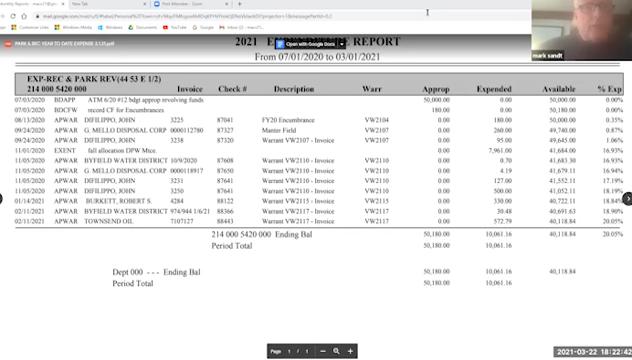 Park Attendee - Zoom
Customize Links
Windows Media
Windows
Documents
YouTube
Google
PARK & REC YEAR TO DATE EXPENSE 3.1.21.pdf
Open with Google Docs
2021 REPORT
From 07/01/2020 to 03/01/2021
mark sandt
EXP-REC & PARK REV(44 53 E 1/2)
214 000 5420 000 Invoice Check # Description Warr Approp Expended Available % Exp
07/03/2020 BDAPP ATM 6/20 #12 bdgt approp revolving funds 50,000.00 0.00 50,000.00 0.00%
07/03/2020 BDCFW record CF for Encumbrances 180.00 0.00 50,180.00 0.00%
08/13/2020 APWAR DIFILIPPO, JOHN 3225 87041 FY20 Encumbrance VW2104 0.00 180.00 50,000.00 0.35%
09/24/2020 APWAR G. MELLO DISPOSAL CORP 0000112780 87327 Manter Field VW2107 0.00 260.00 49,740.00 0.87%
09/24/2020 APWAR DIFILIPPO, JOHN 3238 87320 Warrant VW2107 - Invoice VW2107 0.00 95.00 49,645.00 1.06%
11/01/2020 EXENT fall allocation DPW Mtce. 0.00 7,961.00 41,684.00 16.93%
11/05/2020 APWAR BYFIELD WATER DISTRICT 10/9/2020 87608 Warrant VW2110 - Invoice VW2110 0.00 0.70 41,683.30 16.93%
11/05/2020 APWAR G. MELLO DISPOSAL CORP 0000118917 87650 Warrant VW2110 - Invoice VW2110 0.00 4.19 41,679.11 16.94%
11/05/2020 APWAR DIFILIPPO, JOHN 3231 87641 Warrant VW2110 - Invoice VW2110 0.00 127.00 41,552.11 17.19%
11/05/2020 APWAR DIFILIPPO, JOHN 3250 87641 Warrant VW2110 - Invoice VW2110 0.00 500.00 41,052.11 18.19%
01/14/2021 APWAR BURKETT, ROBERT S. 4284 88122 Warrant VW2115 - Invoice VW2115 0.00 330.00 40,722.11 18.84%
02/11/2021 APWAR BYFIELD WATER DISTRICT 974/944 1/6/21 88366 Warrant VW2117 - Invoice VW2117 0.00 30.48 40,691.63 18.90%
02/11/2021 APWAR TOWNSEND OIL 7107127 88443 Warrant VW2117 - Invoice VW2117 0.00 572.79 40,118.84 20.05%
214 000 5420 000 Ending Bal 50,180.00 10,061.16 40,118.84 20.05%
Period Total 50,180.00 10,061.16
Dept 000 --- Ending Bal 50,180.00 10,061.16 40,118.84
Period Total 50,180.00 10,061.16
Page 1 / 1
2021-03-22 18:22:42